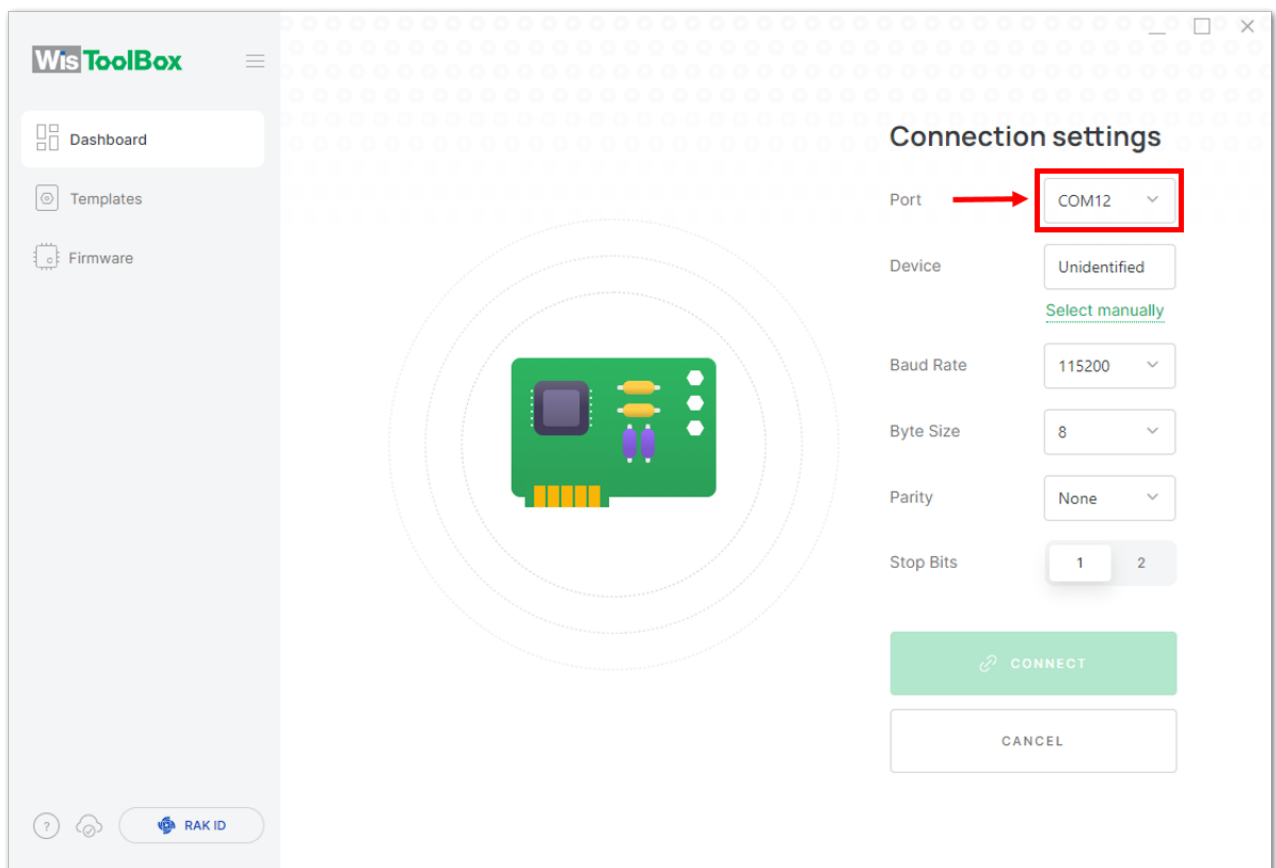 WisToolBox
Dashboard
Templates
Firmware
Connection settings
Port COM12
Device Unidentified
Select manually
Baud Rate 115200
Byte Size 8
Parity None
Stop Bits 1 2
CONNECT
CANCEL
? RAK ID